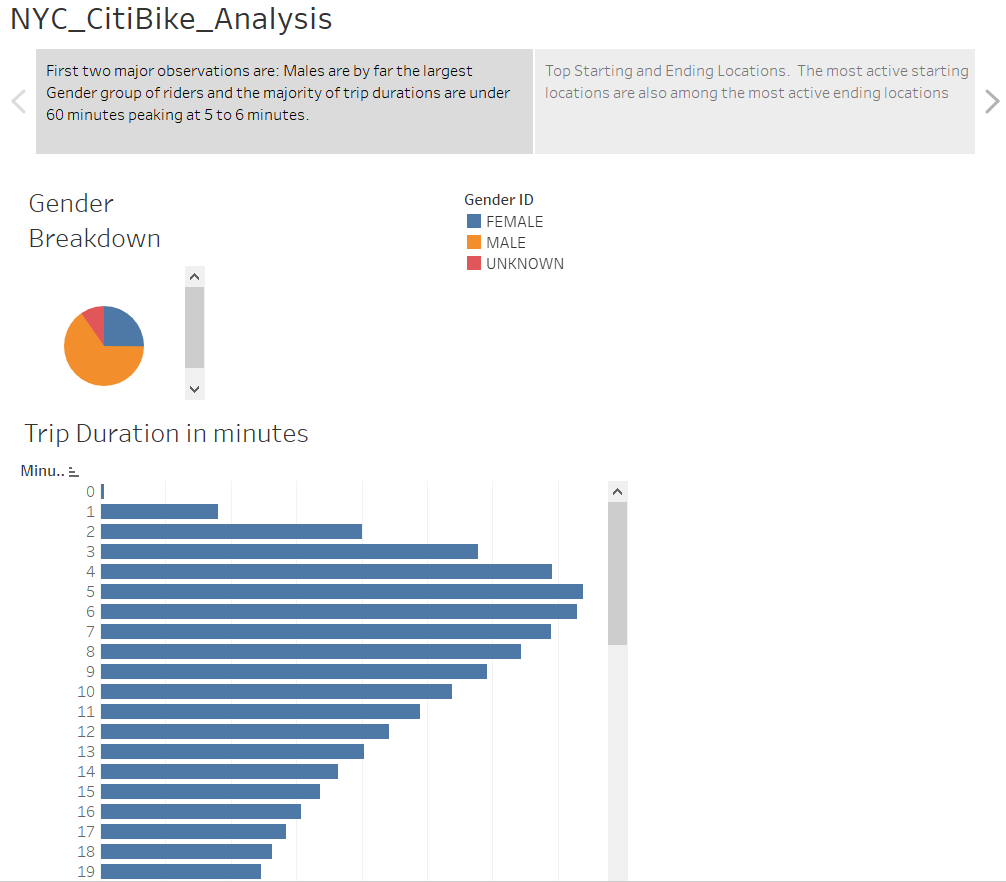 NYC_CitiBike_Analysis
First two major observations are: Males are by far the largest
Gender group of riders and the majority of trip durations are under
60 minutes peaking at 5 to 6 minutes.
Top Starting and Ending Locations.  The most active starting
locations are also among the most active ending locations
Gender
Breakdown
Gender ID
FEMALE
MALE
UNKNOWN
Trip Duration in minutes
Minu..
0
1
2
3
4
5
6
7
8
9
10
11
12
13
14
15
16
17
18
19